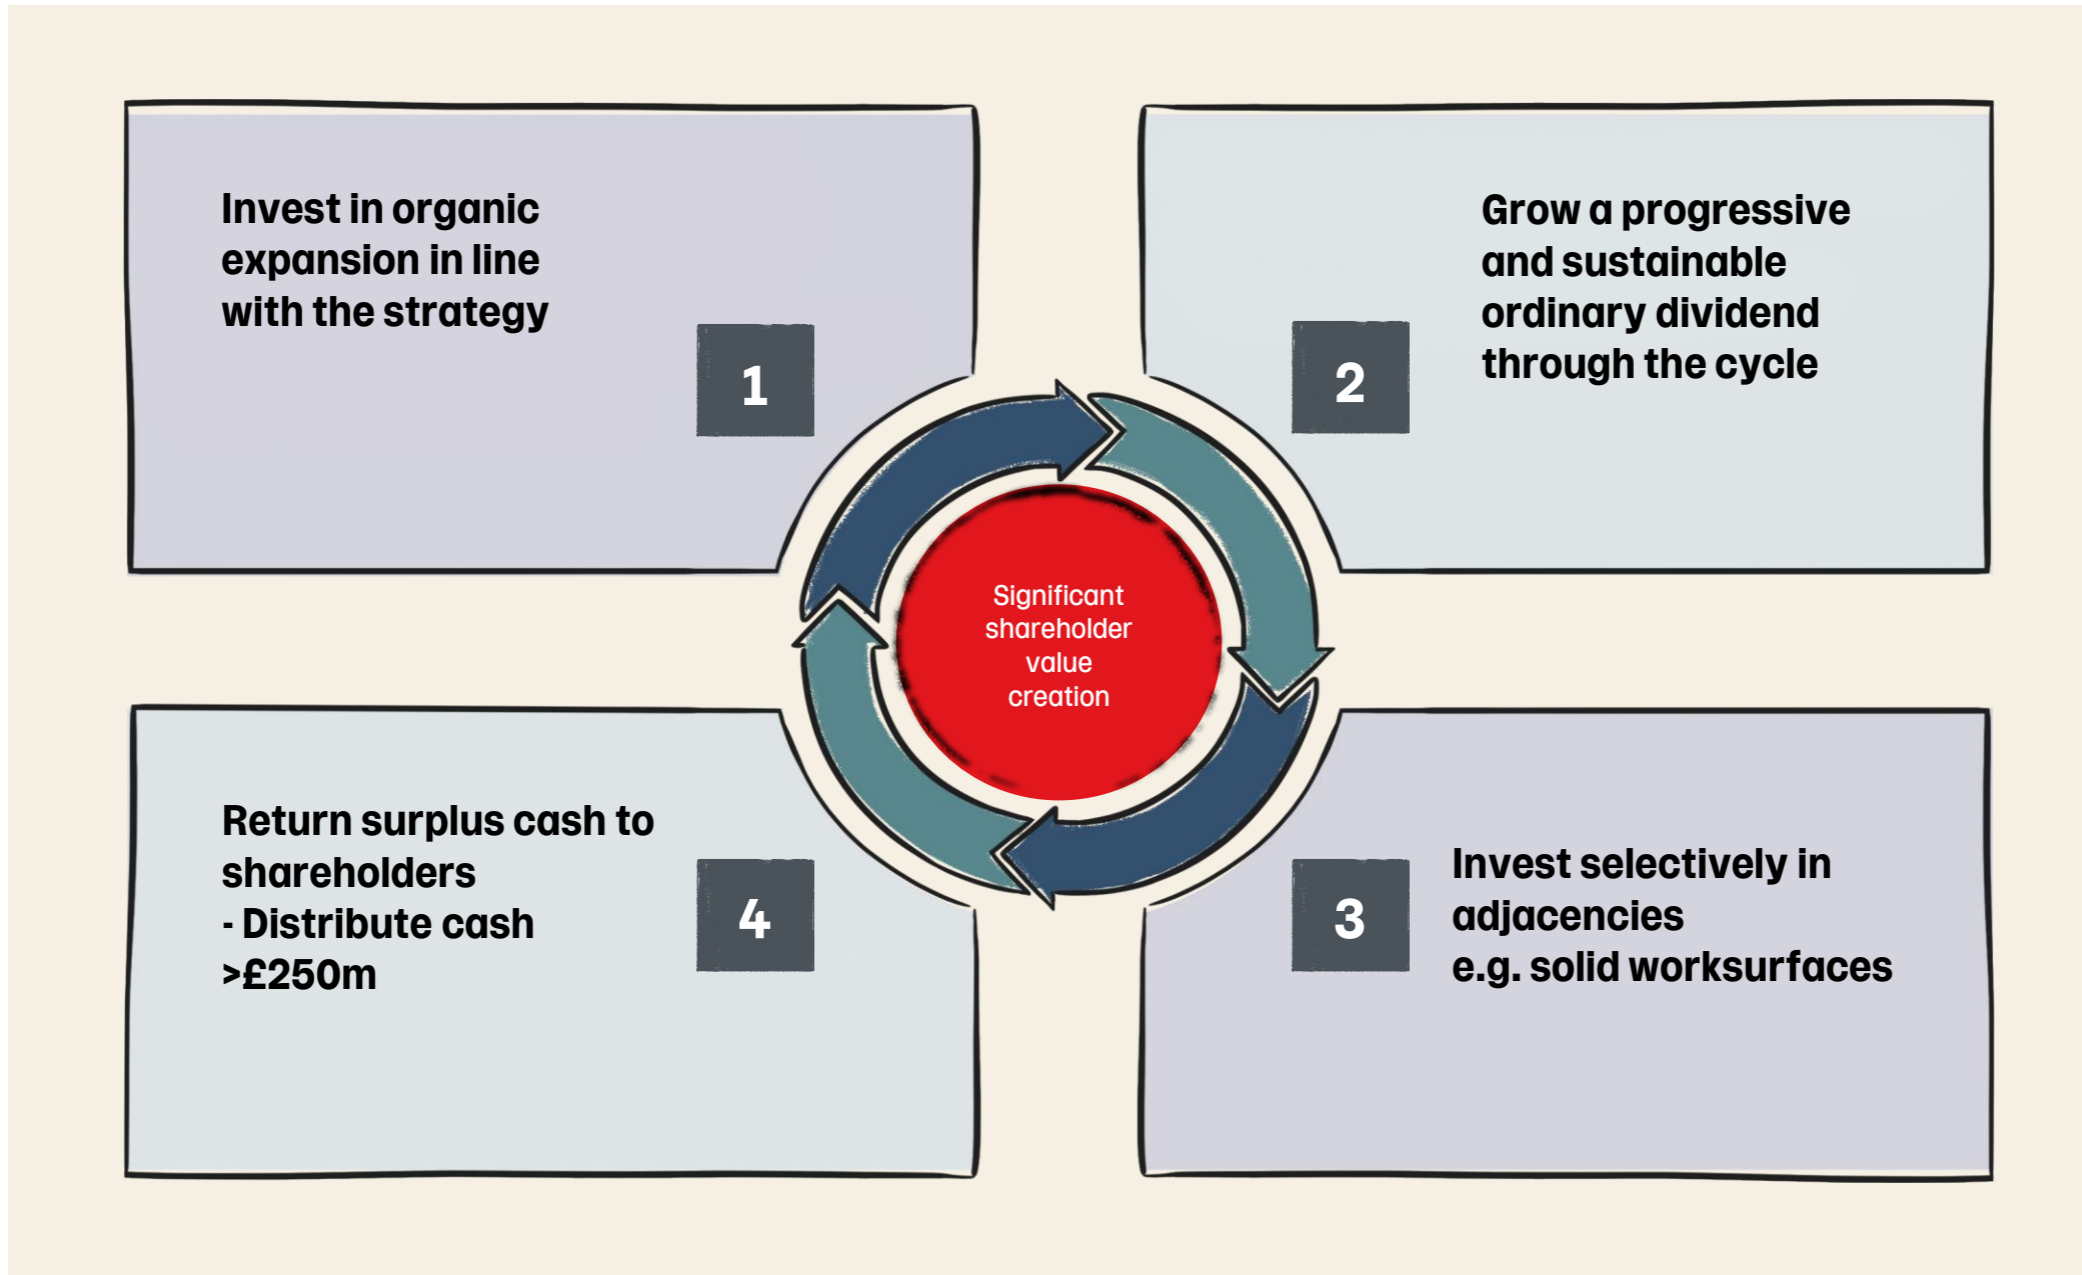 Invest in organic
expansion in line
with the strategy
1
Grow a progressive
and sustainable
ordinary dividend
through the cycle
2
Significant
shareholder
value
creation
Return surplus cash to
shareholders
- Distribute cash
>£250m
4
3
Invest selectively in
adjacencies
e.g. solid worksurfaces